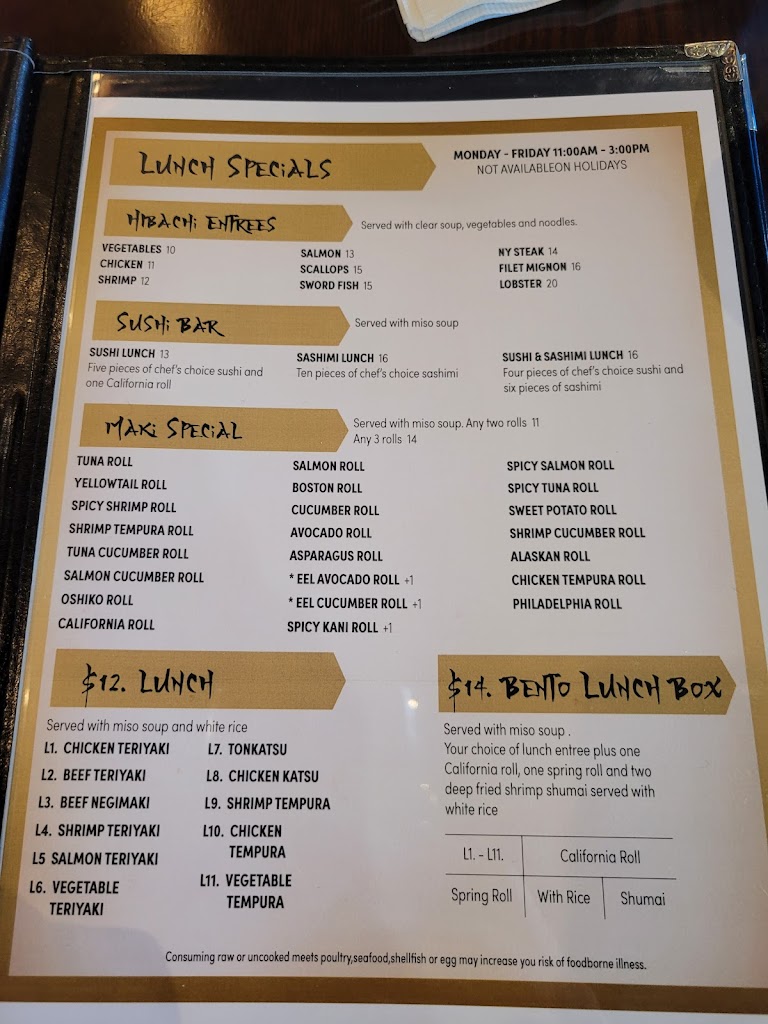 LUNCH SPECIALS
MONDAY - FRIDAY 11:00AM - 3:00PM
NOT AVAILABLEON HOLIDAYS
HIBACHI ENTREES
Served with clear soup, vegetables and noodles.
VEGETABLES 10
CHICKEN 11
SHRIMP 12
SALMON 13
SCALLOPS 15
SWORD FISH 15
NY STEAK 14
FILET MIGNON 16
LOBSTER 20
SUSHI BAR
Served with miso soup
SUSHI LUNCH 13
Five pieces of chef's choice sushi and
one California roll
SASHIMI LUNCH 16
Ten pieces of chef's choice sashimi
SUSHI & SASHIMI LUNCH 16
Four pieces of chef's choice sushi and
six pieces of sashimi
MAKI SPECIAL
Served with miso soup. Any two rolls 11
Any 3 rolls 14
TUNA ROLL
YELLOWTAIL ROLL
SPICY SHRIMP ROLL
SHRIMP TEMPURA ROLL
TUNA CUCUMBER ROLL
SALMON CUCUMBER ROLL
OSHIKO ROLL
CALIFORNIA ROLL
SALMON ROLL
BOSTON ROLL
CUCUMBER ROLL
AVOCADO ROLL
ASPARAGUS ROLL
* EEL AVOCADO ROLL +1
* EEL CUCUMBER ROLL +1
SPICY KANI ROLL +1
SPICY SALMON ROLL
SPICY TUNA ROLL
SWEET POTATO ROLL
SHRIMP CUCUMBER ROLL
ALASKAN ROLL
CHICKEN TEMPURA ROLL
PHILADELPHIA ROLL
$12. LUNCH
Served with miso soup and white rice
L1. CHICKEN TERIYAKI
L2. BEEF TERIYAKI
L3. BEEF NEGIMAKI
L4. SHRIMP TERIYAKI
L5 SALMON TERIYAKI
L6. VEGETABLE
TERIYAKI
L7. TONKATSU
L8. CHICKEN KATSU
L9. SHRIMP TEMPURA
L10. CHICKEN
TEMPURA
L11. VEGETABLE
TEMPURA
$14. BENTO LUNCH BOX
Served with miso soup .
Your choice of lunch entree plus one
California roll, one spring roll and two
deep fried shrimp shumai served with
white rice
L1. - L11.
California Roll
Spring Roll
With Rice
Shumai
Consuming raw or uncooked meets poultry,seafood,shellfish or egg may increase you risk of foodborne illness.